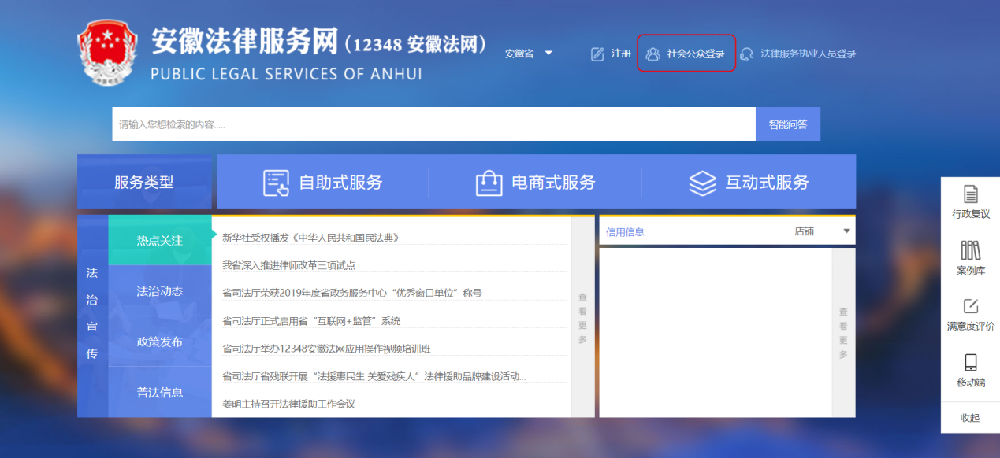 安徽法律服务网（12348 安徽法网）
PUBLIC LEGAL SERVICES OF ANHUI
安徽省
注册
社会公众登录
法律服务执业人员登录
请输入您想检索的内容.....
智能问答
服务类型
自助式服务
电商式服务
互动式服务
法治宣传
热点关注
法治动态
政策发布
普法信息
新华社受权播发《中华人民共和国民法典》
我省深入推进律师改革三项试点
省司法厅荣获2019年度省政务服务中心“优秀窗口单位”称号
省司法厅正式启用省“互联网+监管”系统
省司法厅举办12348安徽法网应用操作视频培训班
省司法厅省残联开展“法援惠民生 关爱残疾人”法律援助品牌建设活动...
姜明主持召开法律援助工作会议
查看更多
信用信息
店铺
查看更多
行政复议
案例库
满意度评价
移动端
收起